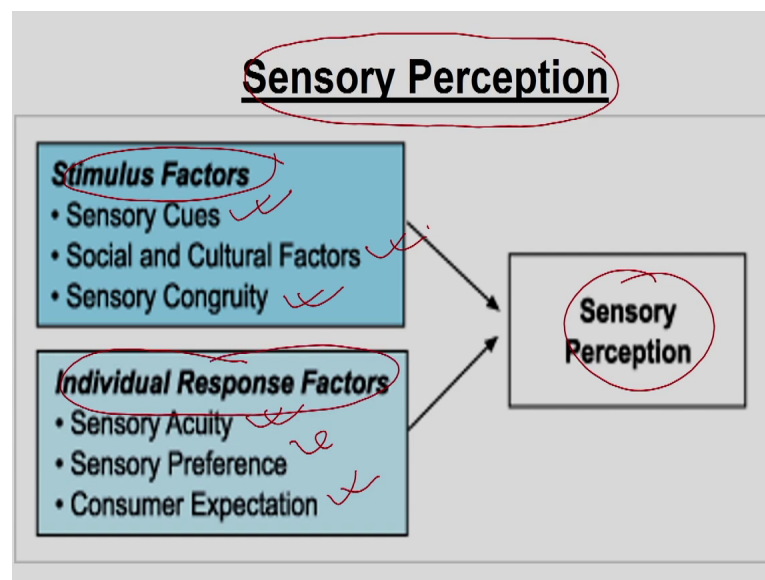 Sensory Perception
Stimulus Factors
• Sensory Cues
• Social and Cultural Factors
• Sensory Congruity
Individual Response Factors
• Sensory Acuity
• Sensory Preference
• Consumer Expectation
Sensory
Perception